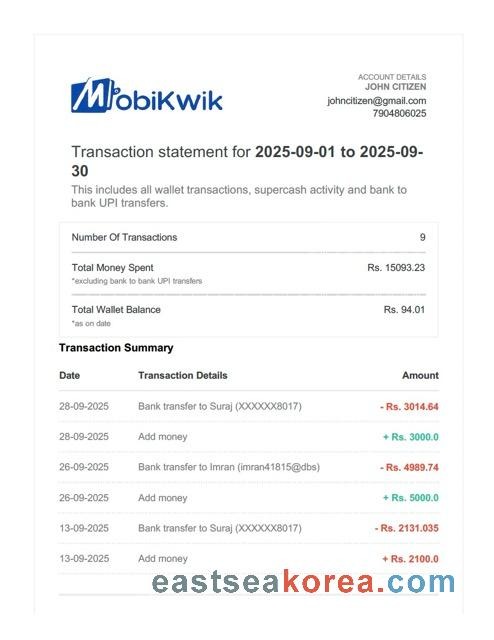 ACCOUNT DETAILS
JOHN CITIZEN
MobiKwik
johncitizen@gmail.com
7904806025
Transaction statement for 2025-09-01 to 2025-09-
30
This includes all wallet transactions, supercash activity and bank to
bank UPI transfers.
Number Of Transactions 9
Total Money Spent Rs. 15093.23
*excluding bank to bank UPI transfers
Total Wallet Balance Rs. 94.01
*as on date
Transaction Summary
Date Transaction Details Amount
28-09-2025 Bank transfer to Suraj (XXXXXX8017) - Rs. 3014.64
28-09-2025 Add money + Rs. 3000.0
26-09-2025 Bank transfer to Imran (imran41815@dbs) - Rs. 4989.74
26-09-2025 Add money + Rs. 5000.0
13-09-2025 Bank transfer to Suraj (XXXXXX8017) - Rs. 2131.035
13-09-2025 Add money + Rs. 2100.0
eastseakorea.com